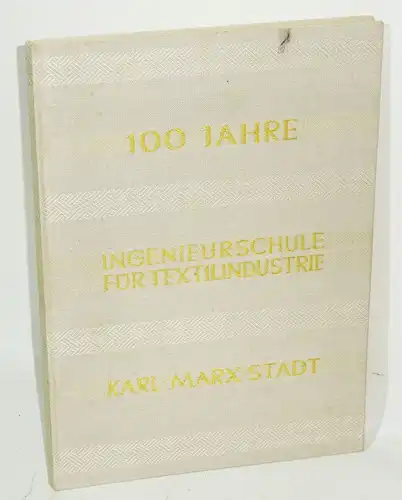 100 JAHRE
INGENIEURSCHULE
FÜR TEXTILINDUSTRIE
KARL MARX STADT